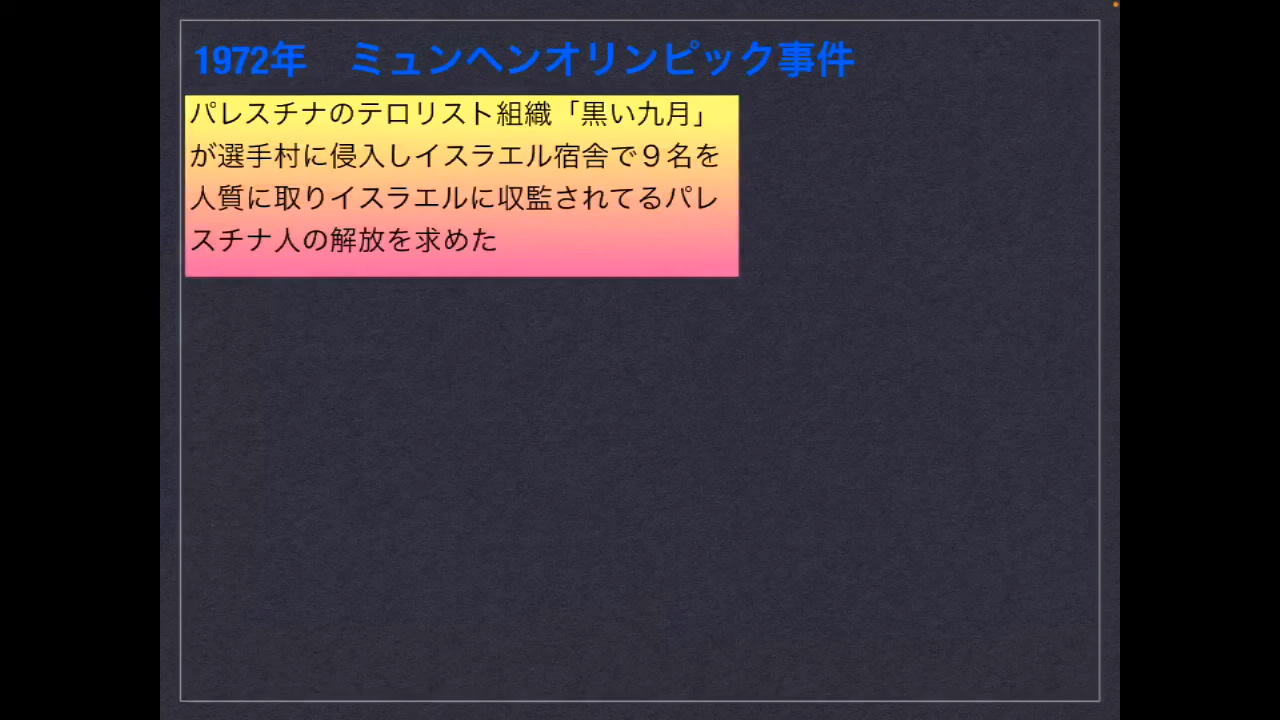 1972年　ミュンヘンオリンピック事件
パレスチナのテロリスト組織「黒い九月」
が選手村に侵入しイスラエル宿舎で９名を
人質に取りイスラエルに収監されてるパレ
スチナ人の解放を求めた